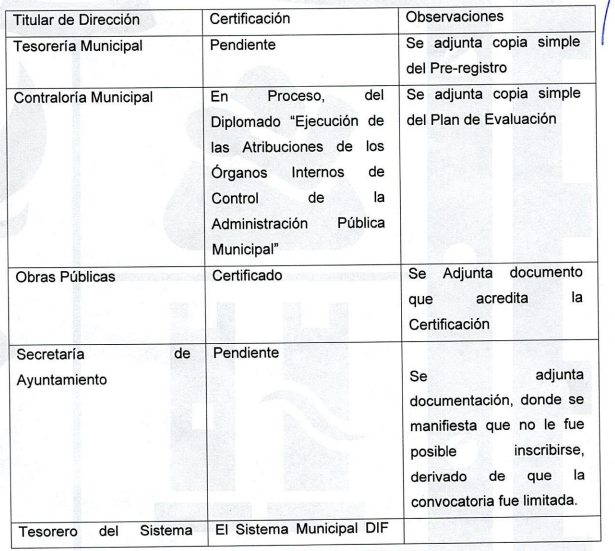 Titular de Dirección
Certificación
Observaciones
Tesorería Municipal
Pendiente
Se adjunta copia simple
del Pre-registro
Contraloría Municipal
En Proceso, del
Diplomado "Ejecución de
las Atribuciones de los
Órganos Internos de
Control de la
Administración Pública
Municipal"
Se adjunta copia simple
del Plan de Evaluación
Obras Públicas
Certificado
Se Adjunta documento
que acredita la
Certificación
Secretaría de
Ayuntamiento
Pendiente
Se adjunta
documentación, donde se
manifiesta que no le fue
posible inscribirse,
derivado de que la
convocatoria fue limitada.
Tesorero del Sistema
El Sistema Municipal DIF